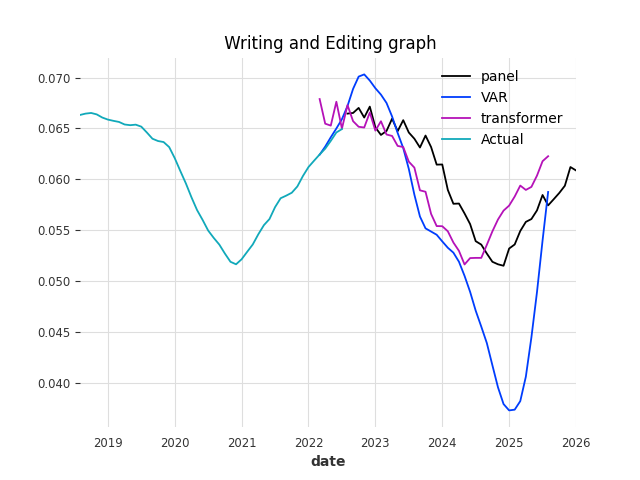 Writing and Editing graph
panel
VAR
transformer
Actual
0.070
0.065
0.060
0.055
0.050
0.045
0.040
2019 2020 2021 2022 2023 2024 2025 2026
date